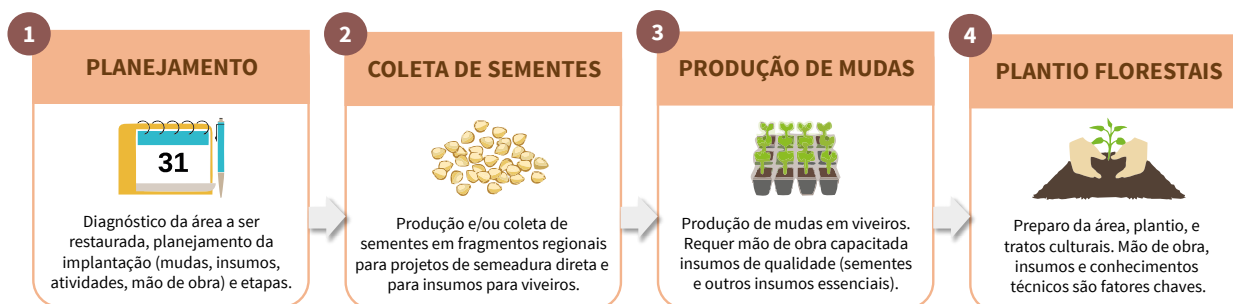 1
PLANEJAMENTO
31
Diagnóstico da área a ser
restaurada, planejamento da
implantação (mudas, insumos,
atividades, mão de obra) e etapas.
2
COLETA DE SEMENTES
Produção e/ou coleta de
sementes em fragmentos regionais
para projetos de semeadura direta e
para insumos para viveiros.
3
PRODUÇÃO DE MUDAS
Produção de mudas em viveiros.
Requer mão de obra capacitada
insumos de qualidade (sementes
e outros insumos essenciais).
4
PLANTIO FLORESTAIS
Preparo da área, plantio, e
tratos culturais. Mão de obra,
insumos e conhecimentos
técnicos são fatores chaves.